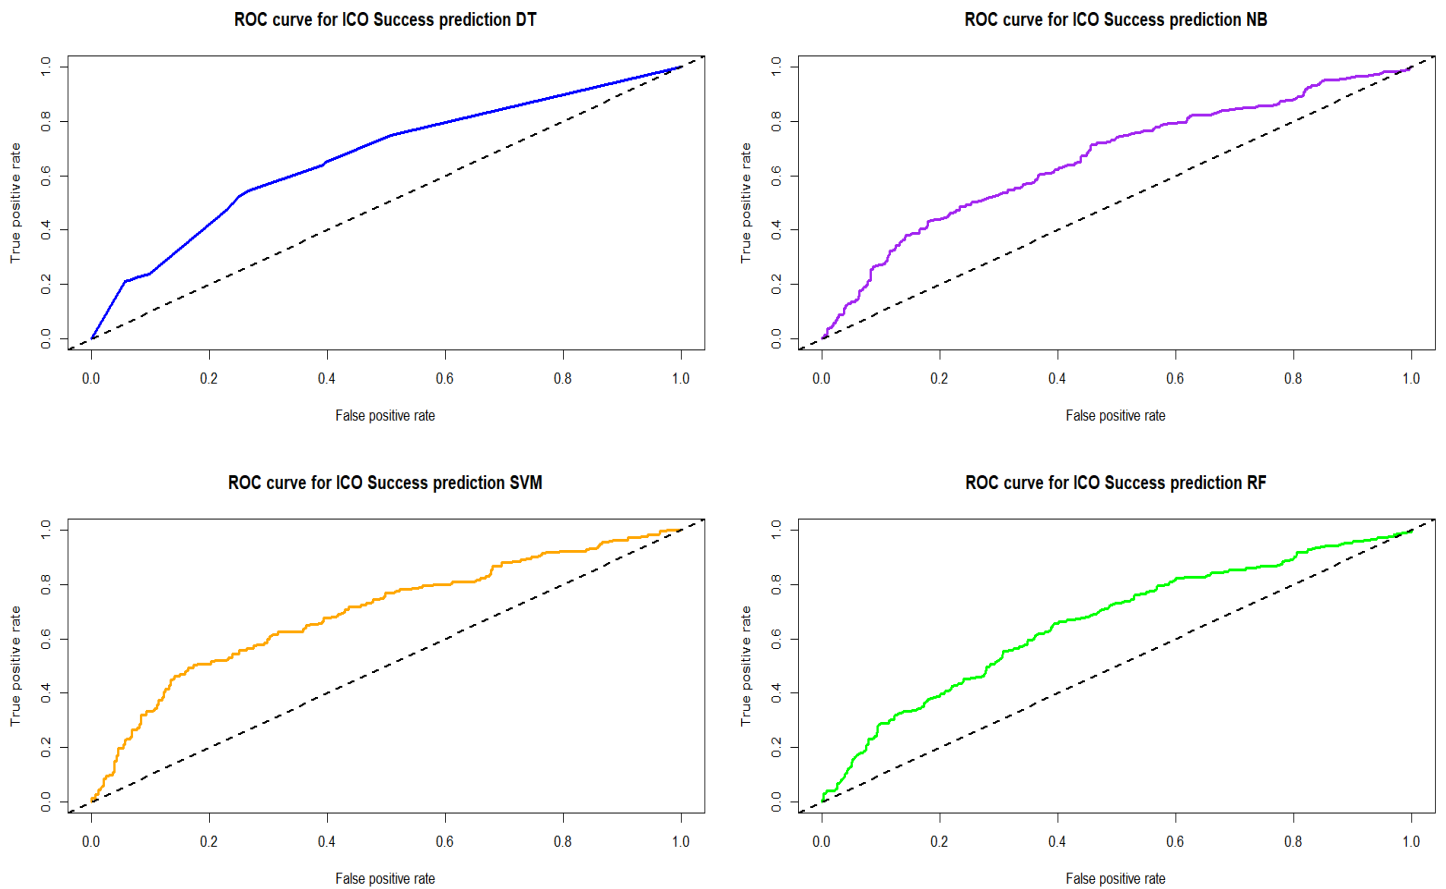 ROC curve for ICO Success prediction DT
True positive rate
1.0
0.8
0.6
0.4
0.2
0.0
0.0 0.2 0.4 0.6 0.8 1.0
False positive rate
ROC curve for ICO Success prediction NB
True positive rate
1.0
0.8
0.6
0.4
0.2
0.0
0.0 0.2 0.4 0.6 0.8 1.0
False positive rate
ROC curve for ICO Success prediction SVM
True positive rate
1.0
0.8
0.6
0.4
0.2
0.0
0.0 0.2 0.4 0.6 0.8 1.0
False positive rate
ROC curve for ICO Success prediction RF
True positive rate
1.0
0.8
0.6
0.4
0.2
0.0
0.0 0.2 0.4 0.6 0.8 1.0
False positive rate